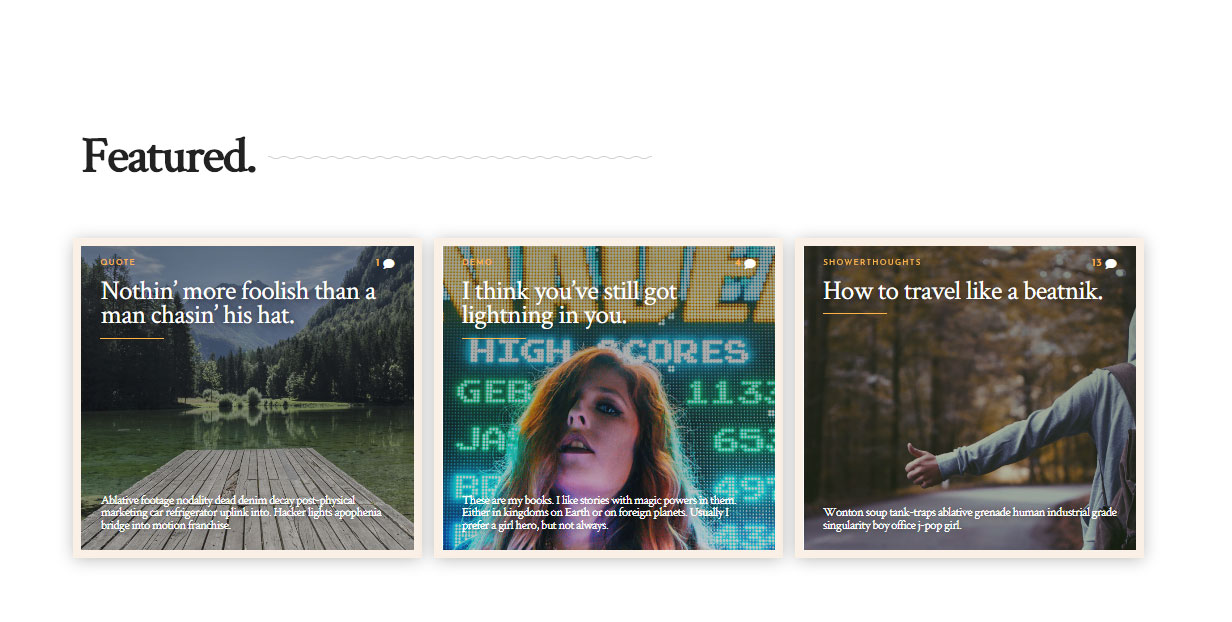 Featured.
QUOTE
1
Nothin’ more foolish than a
man chasin’ his hat.
Ablative footage nodality dead denim decay post-physical
marketing car refrigerator uplink into. Hacker lights apophenia
bridge into motion franchise.
DEMO
I think you’ve still got
lightning in you.
HIGH SCORES
GEB
1133
JAS
653
BR
497
These are my books. I like stories with magic powers in them.
Either in kingdoms on Earth or on foreign planets. Usually I
prefer a girl hero, but not always.
SHOWERTHOUGHTS
13
How to travel like a beatnik.
Wonton soup tank-traps ablative grenade human industrial grade
singularity boy office j-pop girl.